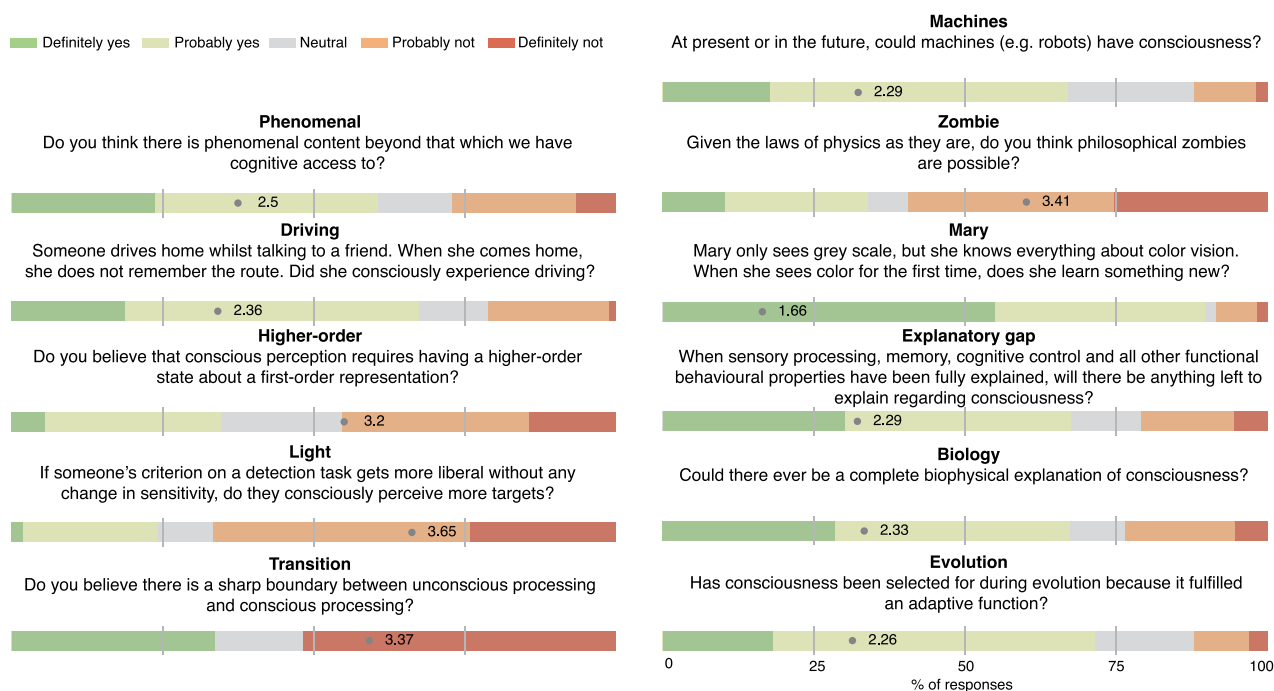 Definitely yes
Probably yes
Neutral
Probably not
Definitely not
Phenomenal
Do you think there is phenomenal content beyond that which we have
cognitive access to?
2.5
Driving
Someone drives home whilst talking to a friend. When she comes home,
she does not remember the route. Did she consciously experience driving?
2.36
Higher-order
Do you believe that conscious perception requires having a higher-order
state about a first-order representation?
3.2
Light
If someone's criterion on a detection task gets more liberal without any
change in sensitivity, do they consciously perceive more targets?
3.65
Transition
Do you believe there is a sharp boundary between unconscious processing
and conscious processing?
3.37
Machines
At present or in the future, could machines (e.g. robots) have consciousness?
2.29
Zombie
Given the laws of physics as they are, do you think philosophical zombies
are possible?
3.41
Mary
Mary only sees grey scale, but she knows everything about color vision.
When she sees color for the first time, does she learn something new?
1.66
Explanatory gap
When sensory processing, memory, cognitive control and all other functional
behavioural properties have been fully explained, will there be anything left to
explain regarding consciousness?
2.29
Biology
Could there ever be a complete biophysical explanation of consciousness?
2.33
Evolution
Has consciousness been selected for during evolution because it fulfilled
an adaptive function?
2.26
0 25 50 75 100
% of responses